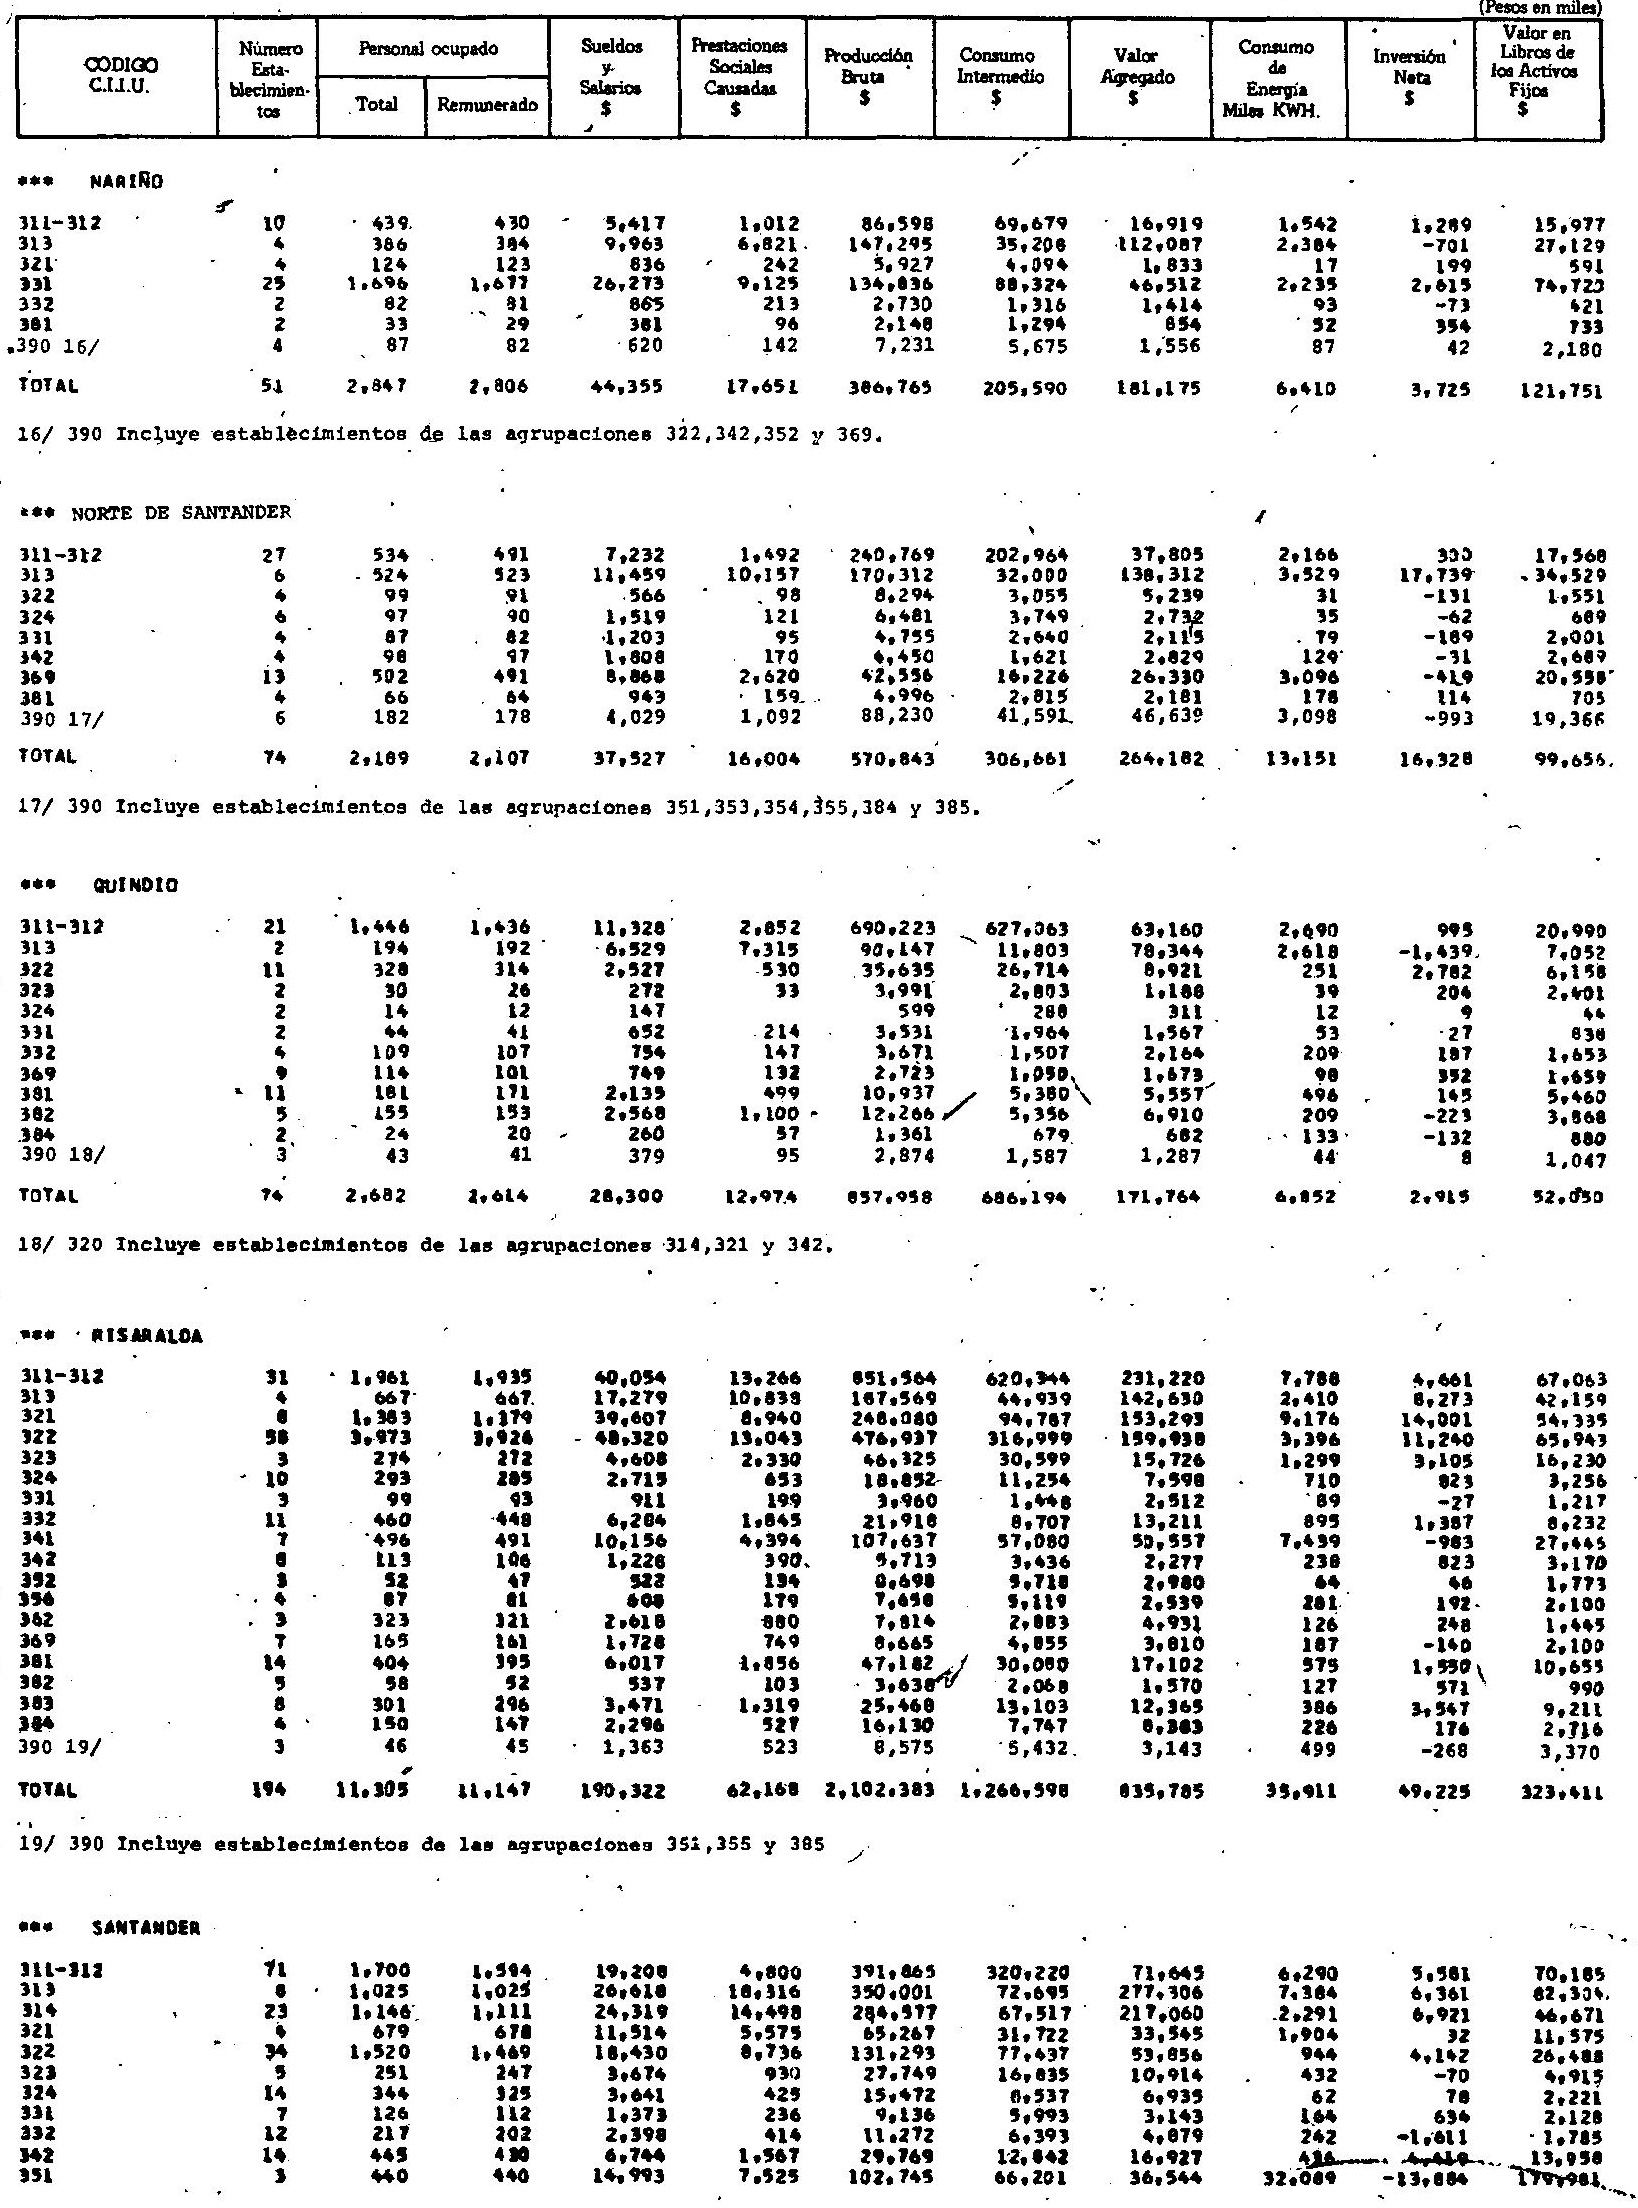 (Pesos en miles)
CODIGO C.I.I.U. Número Esta-blecimien-tos Personal ocupado Total Remunerado Sueldos y Salarios $ Prestaciones Sociales Causadas $ Producción Bruta $ Consumo Intermedio $ Valor Agregado $ Consumo de Energía Miles KWH. Inversión Neta $ Valor en Libros de los Activos Fijos $
*** NARIÑO
311-312 10 439 430 5,417 1,012 86,598 69,679 16,919 1,542 1,289 15,977
313 4 386 384 9,963 6,821 147,295 35,208 112,087 2,384 -701 27,129
321 4 124 123 836 242 5,927 4,094 1,833 17 199 591
331 25 1,696 1,677 26,273 9,125 134,836 88,324 46,512 2,235 2,615 74,720
332 2 82 81 865 213 2,730 1,316 1,414 93 -73 421
381 2 33 29 381 96 2,148 1,294 854 52 354 733
390 16/ 4 87 82 620 142 7,231 5,675 1,556 87 42 2,180
TOTAL 51 2,847 2,806 44,355 17,651 386,765 205,590 181,175 6,410 3,725 121,751
16/ 390 Incluye establecimientos de las agrupaciones 322,342,352 y 369.
*** NORTE DE SANTANDER
311-312 27 534 491 7,232 1,492 240,769 202,964 37,805 2,166 300 17,568
313 6 524 523 11,459 10,157 170,312 32,000 138,312 3,529 17,739 34,529
322 4 99 91 566 98 8,294 3,055 5,239 31 -131 1,551
324 6 97 90 1,519 121 6,481 3,749 2,732 35 -62 689
331 4 87 82 1,203 95 4,755 2,640 2,115 79 -189 2,001
342 4 98 97 1,808 170 4,450 1,621 2,829 129 -31 2,689
369 13 502 491 8,868 2,620 42,556 16,226 26,330 3,096 -419 20,558
381 4 66 64 943 159 4,996 2,815 2,181 178 114 705
390 17/ 6 182 178 4,029 1,092 88,230 41,591 46,639 3,098 -993 19,366
TOTAL 74 2,189 2,107 37,527 16,004 570,843 306,661 264,182 13,151 16,328 99,656
17/ 390 Incluye establecimientos de las agrupaciones 351,353,354,355,384 y 385.
*** QUINDIO
311-312 21 1,446 1,436 11,328 2,852 690,223 627,063 63,160 2,690 995 20,990
313 2 194 192 6,529 7,315 90,147 11,803 78,344 2,618 -1,439 7,052
322 11 328 314 2,527 530 35,635 26,714 8,921 251 2,782 6,158
323 2 30 26 272 33 3,991 2,803 1,188 39 204 2,401
324 2 14 12 147 599 288 311 12 9 44
331 2 44 41 652 214 3,531 1,964 1,567 53 27 838
332 4 109 107 754 147 3,671 1,507 2,164 209 187 1,653
369 9 114 101 749 132 2,723 1,050 1,673 98 352 1,659
381 11 181 171 2,135 499 10,937 5,380 5,557 496 145 5,460
382 5 155 153 2,568 1,100 12,266 5,356 6,910 209 -223 3,868
384 2 24 20 260 57 1,361 679 682 133 -132 880
390 18/ 3 43 41 379 95 2,874 1,587 1,287 44 8 1,047
TOTAL 74 2,682 2,614 28,300 12,974 857,958 686,194 171,764 6,852 2,915 52,050
18/ 320 Incluye establecimientos de las agrupaciones 314,321 y 342.
*** RISARALDA
311-312 31 1,961 1,935 40,054 13,266 851,564 620,344 231,220 7,788 4,661 67,063
313 4 667 667 17,279 10,838 187,569 44,939 142,630 2,410 8,273 42,159
321 8 1,383 1,379 39,607 8,940 248,080 94,787 153,293 9,176 14,001 54,335
322 58 3,973 3,926 48,320 13,043 476,937 316,999 159,938 3,396 11,240 65,943
323 3 274 272 4,608 2,330 46,325 30,599 15,726 1,299 3,105 16,230
324 10 293 285 2,715 653 18,852 11,254 7,598 710 823 3,256
331 3 99 93 911 199 3,960 1,448 2,512 89 -27 1,217
332 11 460 448 6,284 1,845 21,918 8,707 13,211 895 1,387 8,232
341 7 496 491 10,156 4,394 107,637 57,080 50,557 7,439 -983 27,445
342 8 113 106 1,228 390 5,713 3,436 2,277 238 823 3,170
352 3 52 47 522 134 8,698 5,718 2,980 64 46 1,773
356 4 87 81 608 179 7,658 5,119 2,539 281 192 2,100
362 3 323 321 2,618 880 7,814 2,883 4,931 126 248 1,445
369 7 165 161 1,728 749 8,665 4,855 3,810 187 -140 2,100
381 14 404 395 6,017 1,856 47,182 30,080 17,102 575 1,550 10,655
382 5 58 52 537 103 3,638 2,068 1,570 127 571 990
383 8 301 296 3,471 1,319 25,468 13,103 12,365 386 3,547 9,211
384 4 150 147 2,296 527 16,130 7,747 8,383 226 176 2,716
390 19/ 3 46 45 1,363 523 8,575 5,432 3,143 499 -268 3,370
TOTAL 194 11,305 11,147 190,322 62,168 2,102,383 1,266,598 835,785 35,911 49,225 323,411
19/ 390 Incluye establecimientos de las agrupaciones 351,355 y 385
*** SANTANDER
311-312 71 1,700 1,594 19,208 4,800 391,865 320,220 71,645 6,290 5,581 70,185
313 8 1,025 1,025 26,618 18,316 350,001 72,695 277,306 7,384 6,361 82,304
314 23 1,146 1,111 24,319 14,498 284,577 67,517 217,060 2,291 6,921 46,671
321 4 679 678 11,514 5,575 65,267 31,722 33,545 1,904 32 11,575
322 34 1,520 1,469 18,430 8,736 131,293 77,437 53,856 944 4,142 26,488
323 5 251 247 3,674 930 27,749 16,835 10,914 432 -70 4,915
324 14 344 325 3,641 425 15,472 8,537 6,935 62 78 2,221
331 7 126 112 1,373 236 9,136 5,993 3,143 164 634 2,128
332 12 217 202 2,398 414 11,272 6,393 4,879 242 -1,611 1,785
342 14 445 430 6,744 1,567 29,769 12,842 16,927 13,958
351 3 440 440 14,993 7,525 102,745 66,201 36,544 32,089 -13,884 179,981